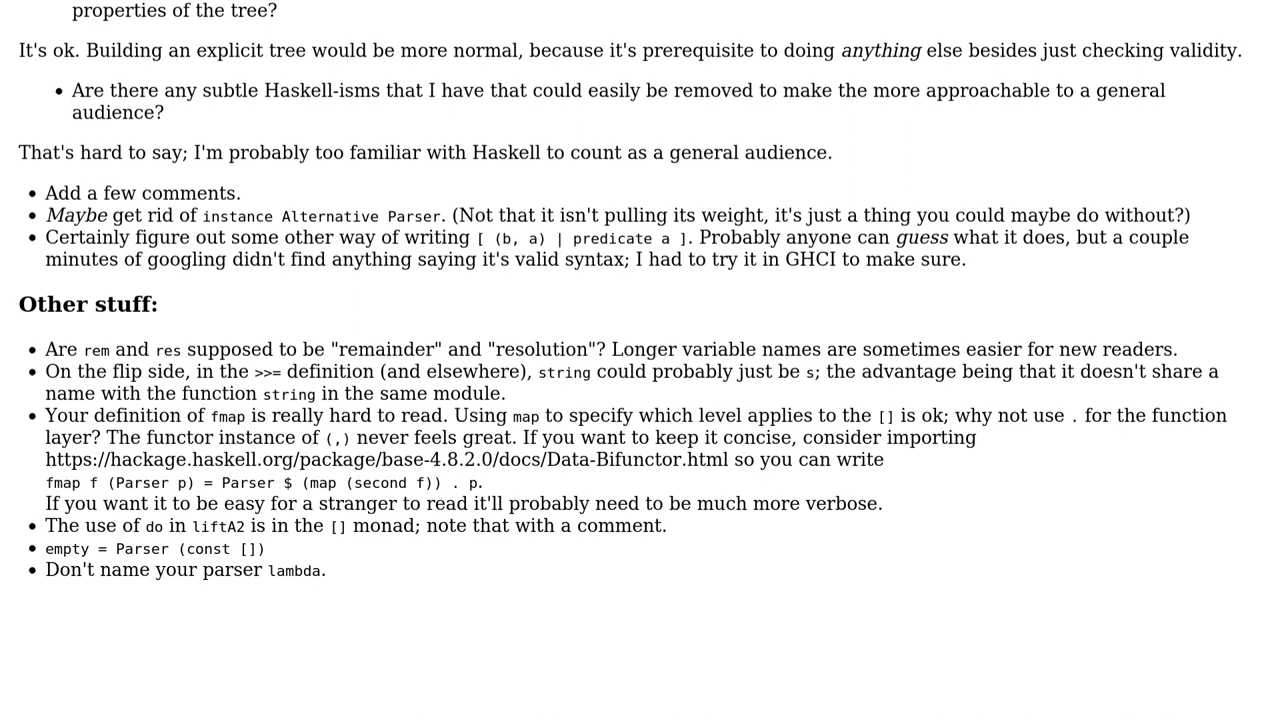 properties of the tree?
It's ok. Building an explicit tree would be more normal, because it's prerequisite to doing anything else besides just checking validity.
• Are there any subtle Haskell-isms that I have that could easily be removed to make the more approachable to a general
audience?
That's hard to say; I'm probably too familiar with Haskell to count as a general audience.
• Add a few comments.
• Maybe get rid of instance Alternative Parser. (Not that it isn't pulling its weight, it's just a thing you could maybe do without?)
• Certainly figure out some other way of writing [ (b, a) | predicate a ]. Probably anyone can guess what it does, but a couple
minutes of googling didn't find anything saying it's valid syntax; I had to try it in GHCI to make sure.
Other stuff:
• Are rem and res supposed to be "remainder" and "resolution"? Longer variable names are sometimes easier for new readers.
• On the flip side, in the >>= definition (and elsewhere), string could probably just be s; the advantage being that it doesn't share a
name with the function string in the same module.
• Your definition of fmap is really hard to read. Using map to specify which level applies to the [] is ok; why not use . for the function
layer? The functor instance of (,) never feels great. If you want to keep it concise, consider importing
https://hackage.haskell.org/package/base-4.8.2.0/docs/Data-Bifunctor.html so you can write
fmap f (Parser p) = Parser $ (map (second f)) . p.
If you want it to be easy for a stranger to read it'll probably need to be much more verbose.
• The use of do in liftA2 is in the [] monad; note that with a comment.
• empty = Parser (const [])
• Don't name your parser lambda.